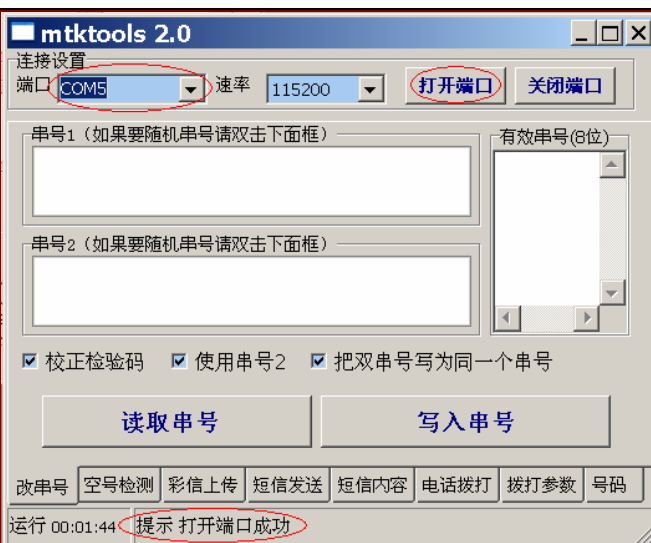 mtktools 2.0
连接设置
端口 COM5 速率 115200 打开端口 关闭端口
串号1（如果要随机串号请双击下面框）
有效串号(8位)
串号2（如果要随机串号请双击下面框）
校正检验码 使用串号2 把双串号写为同一个串号
读取串号 写入串号
改串号 空号检测 彩信上传 短信发送 短信内容 电话拨打 拨打参数 号码
运行 00:01:44 提示 打开端口成功